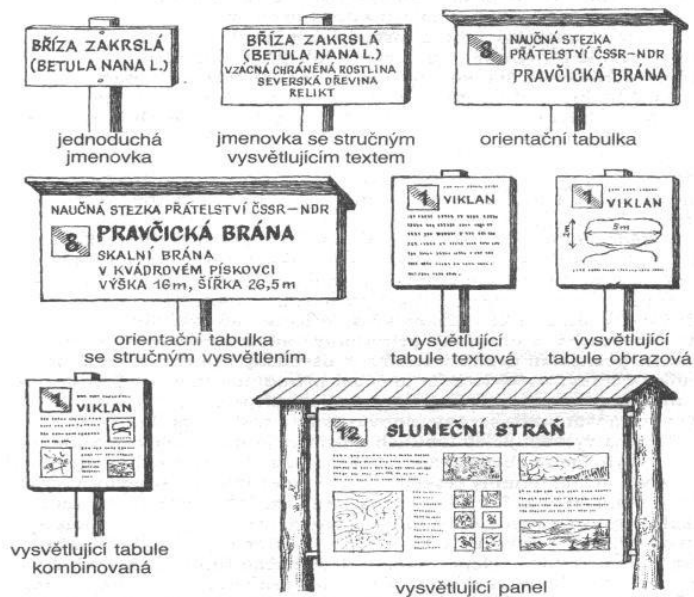 BŘÍZA ZAKRSLÁ
(BETULA NANA L.)
jednoduchá
jmenovka
BŘÍZA ZAKRSLÁ
(BETULA NANA L.)
VZÁCNÁ CHRÁNĚNÁ ROSTLINA
SEVERSKÁ DŘEVINA
RELIKT
jmenovka se stručným
vysvětlujícím textem
8 NAUČNÁ STEZKA
PŘÁTELSTVÍ ČSSR-NDR
PRAVČICKÁ BRÁNA
orientační tabulka
NAUČNÁ STEZKA PŘÁTELSTVÍ ČSSR-NDR
8 PRAVČICKÁ BRÁNA
SKALNÍ BRÁNA
V KVÁDROVÉM PÍSKOVCI
VÝŠKA 16m, ŠÍŘKA 26,5m
orientační tabulka
se stručným vysvětlením
1
VIKLAN
vysvětlující
tabule textová
1
VIKLAN
5m
vysvětlující
tabule obrazová
1
VIKLAN
vysvětlující tabule
kombinovaná
12 SLUNEČNÍ STRÁŇ
vysvětlující panel